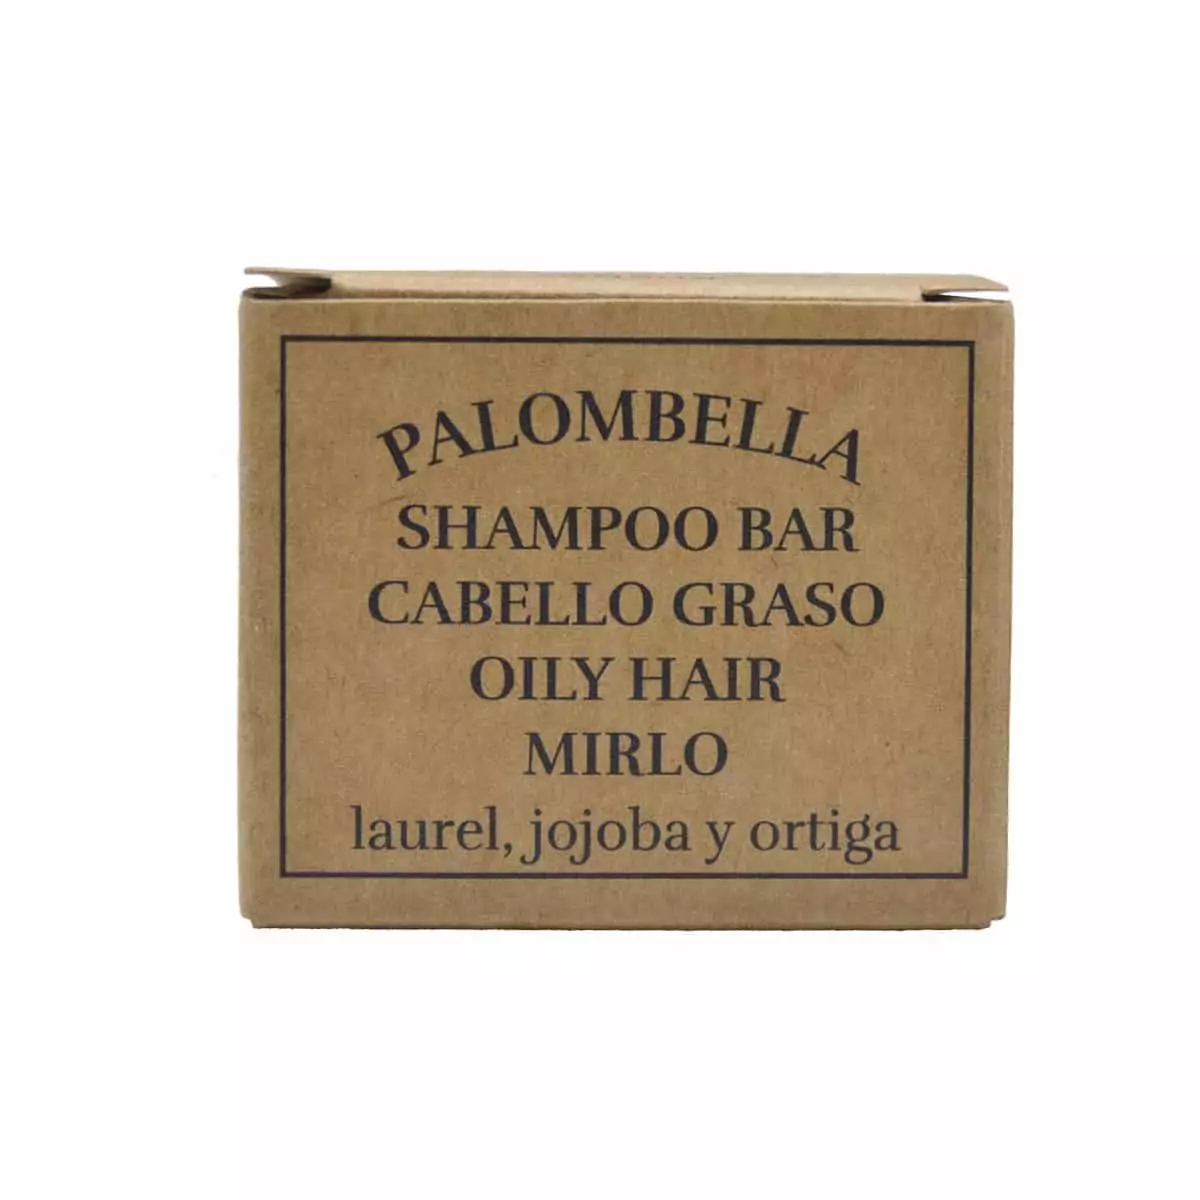 PALOMBELLA
SHAMPOO BAR
CABELLO GRASO
OILY HAIR
MIRLO
laurel, jojoba y ortiga